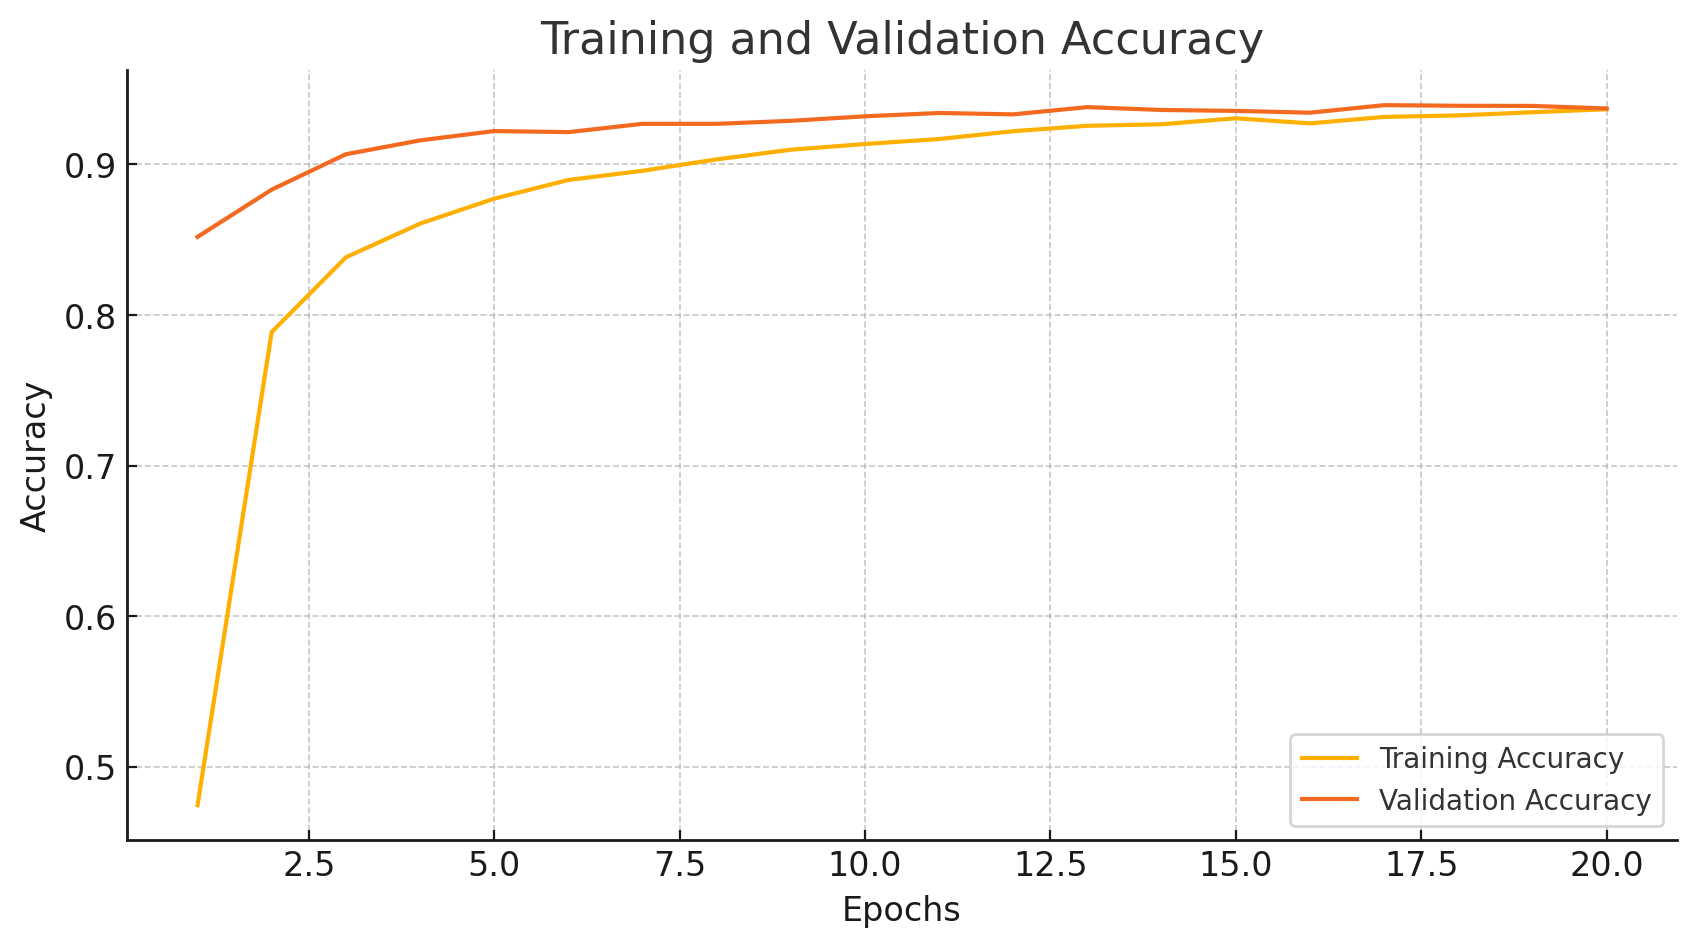 Training and Validation Accuracy
Accuracy
0.9
0.8
0.7
0.6
0.5
2.5 5.0 7.5 10.0 12.5 15.0 17.5 20.0
Epochs
Training Accuracy
Validation Accuracy